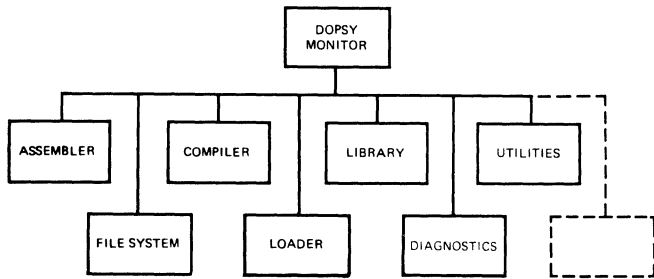 DOPSY
MONITOR
ASSEMBLER
COMPILER
LIBRARY
UTILITIES
FILE SYSTEM
LOADER
DIAGNOSTICS